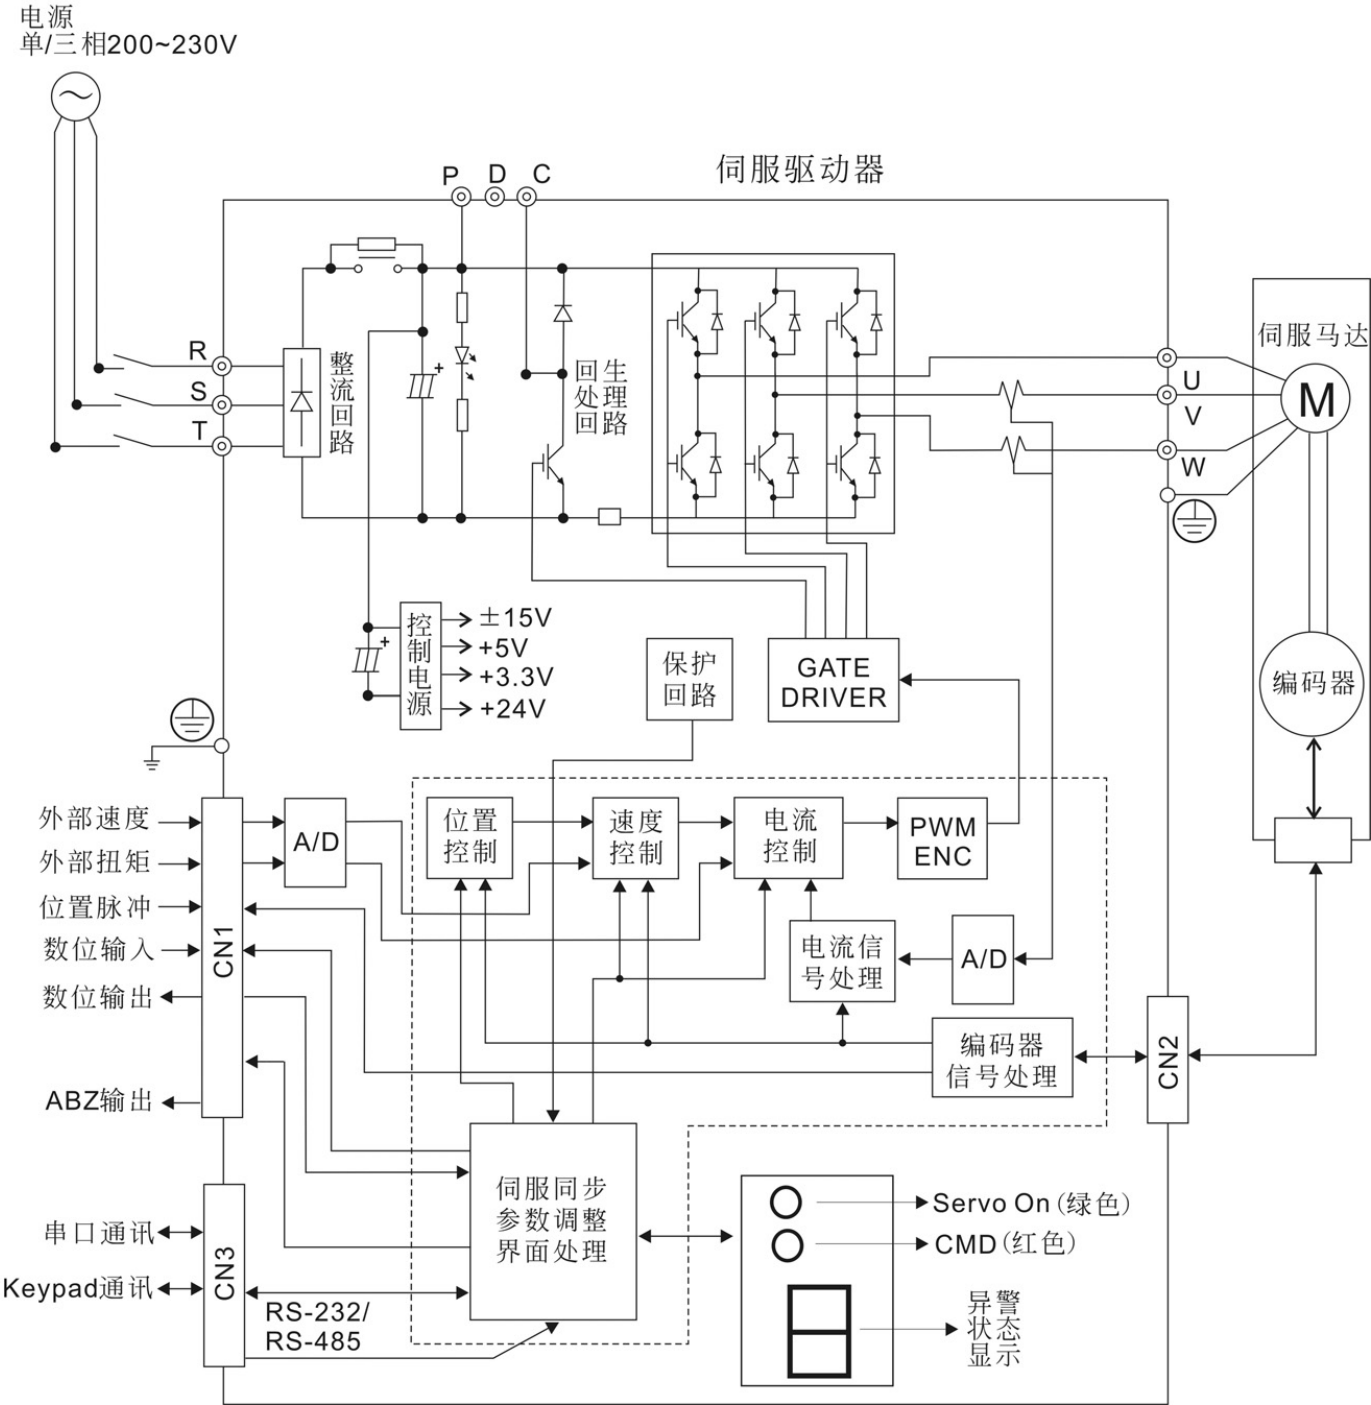 电源
单/三相200~230V
伺服驱动器
P
D
C
R
S
T
整流回路
+
回生
处理
回路
伺服马达
M
U
V
W
控制电源
+
±15V
+5V
+3.3V
+24V
保护
回路
GATE
DRIVER
编码器
外部速度
外部扭矩
位置脉冲
数位输入
数位输出
ABZ输出
CN1
A/D
位置
控制
速度
控制
电流
控制
PWM
ENC
电流信
号处理
A/D
编码器
信号处理
CN2
串口通讯
Keypad通讯
CN3
RS-232/
RS-485
伺服同步
参数调整
界面处理
Servo On(绿色)
CMD(红色)
异警
状态
显示